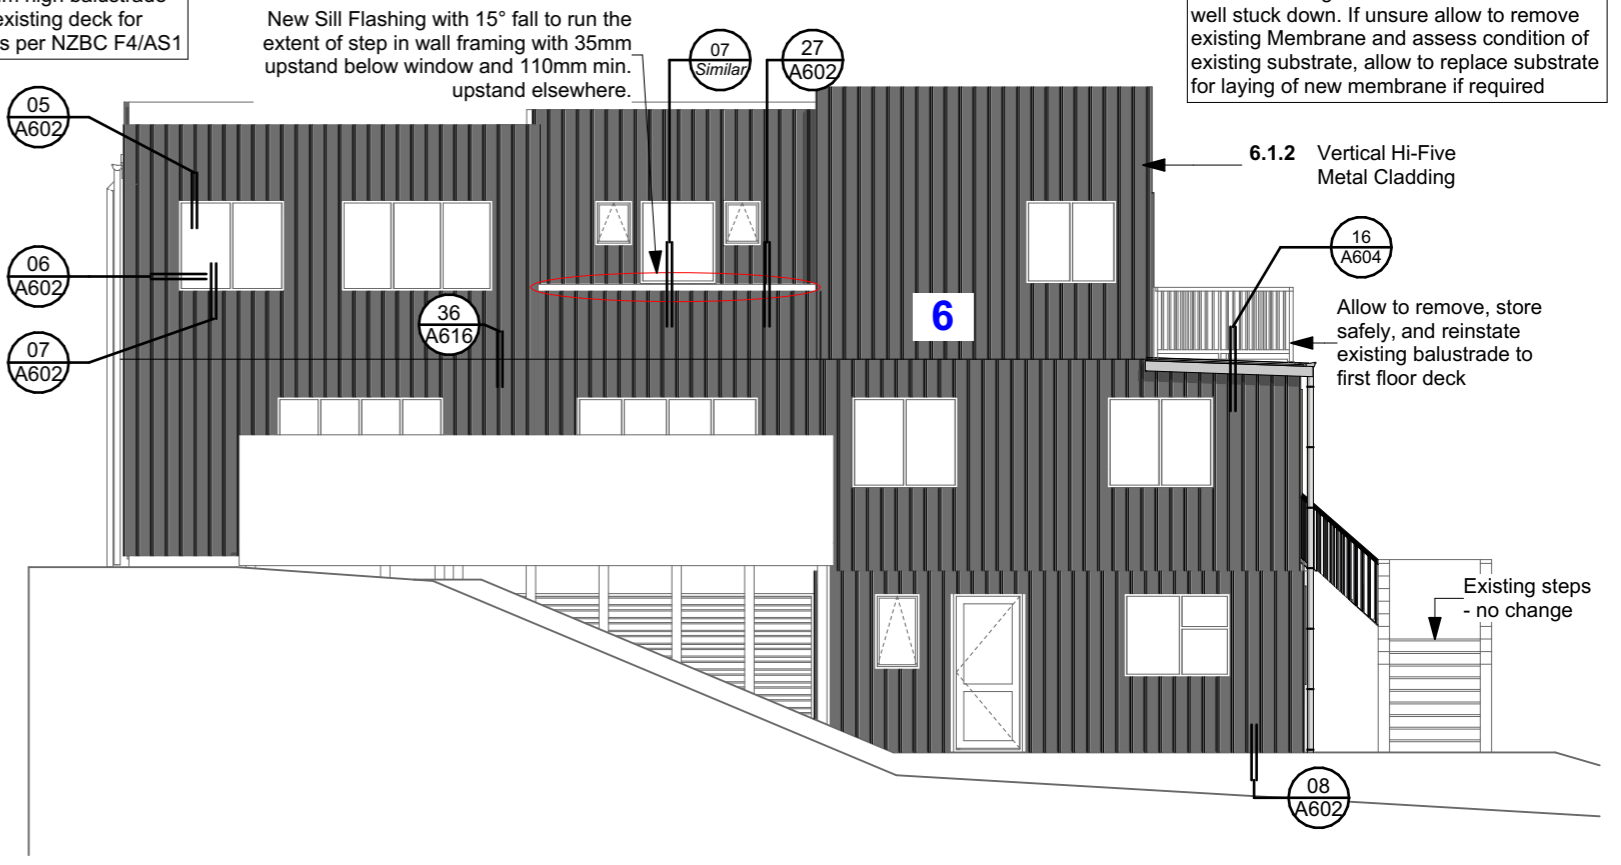 existing deck for
s per NZBC F4/AS1
New Sill Flashing with 15° fall to run the
extent of step in wall framing with 35mm
upstand below window and 110mm min.
upstand elsewhere.
07
Similar
27
A602
well stuck down. If unsure allow to remove
existing Membrane and assess condition of
existing substrate, allow to replace substrate
for laying of new membrane if required
05
A602
6.1.2 Vertical Hi-Five
Metal Cladding
16
A604
06
A602
36
A616
6
Allow to remove, store
safely, and reinstate
existing balustrade to
first floor deck
07
A602
Existing steps
- no change
08
A602